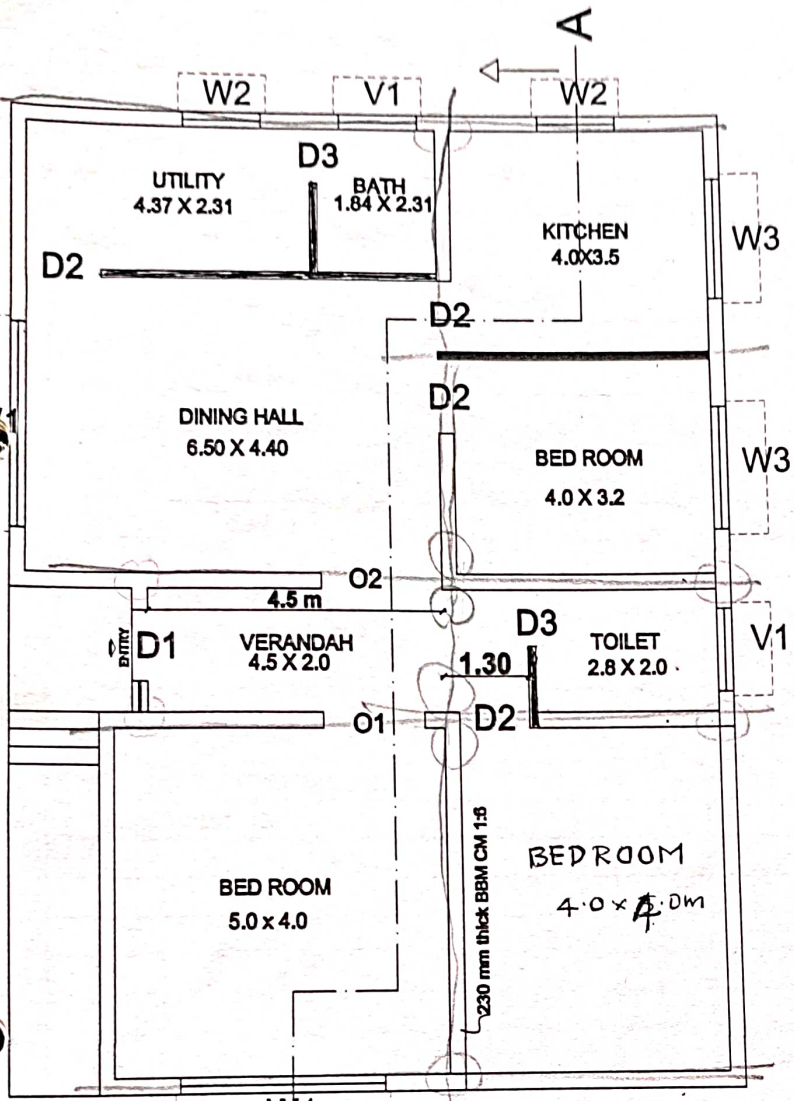 A
W2
V1
W2
D3
UTILITY
4.37 X 2.31
BATH
1.84 X 2.31
KITCHEN
4.0X3.5
W3
D2
D2
D2
DINING HALL
6.50 X 4.40
BED ROOM
4.0 X 3.2
W3
O2
4.5 m
ENTRY
D1
VERANDAH
4.5 X 2.0
D3
1.30
TOILET
2.8 X 2.0
V1
O1
D2
BED ROOM
5.0 x 4.0
230 mm thick BBM CM 1:6
BEDROOM
4.0 x 4.0m